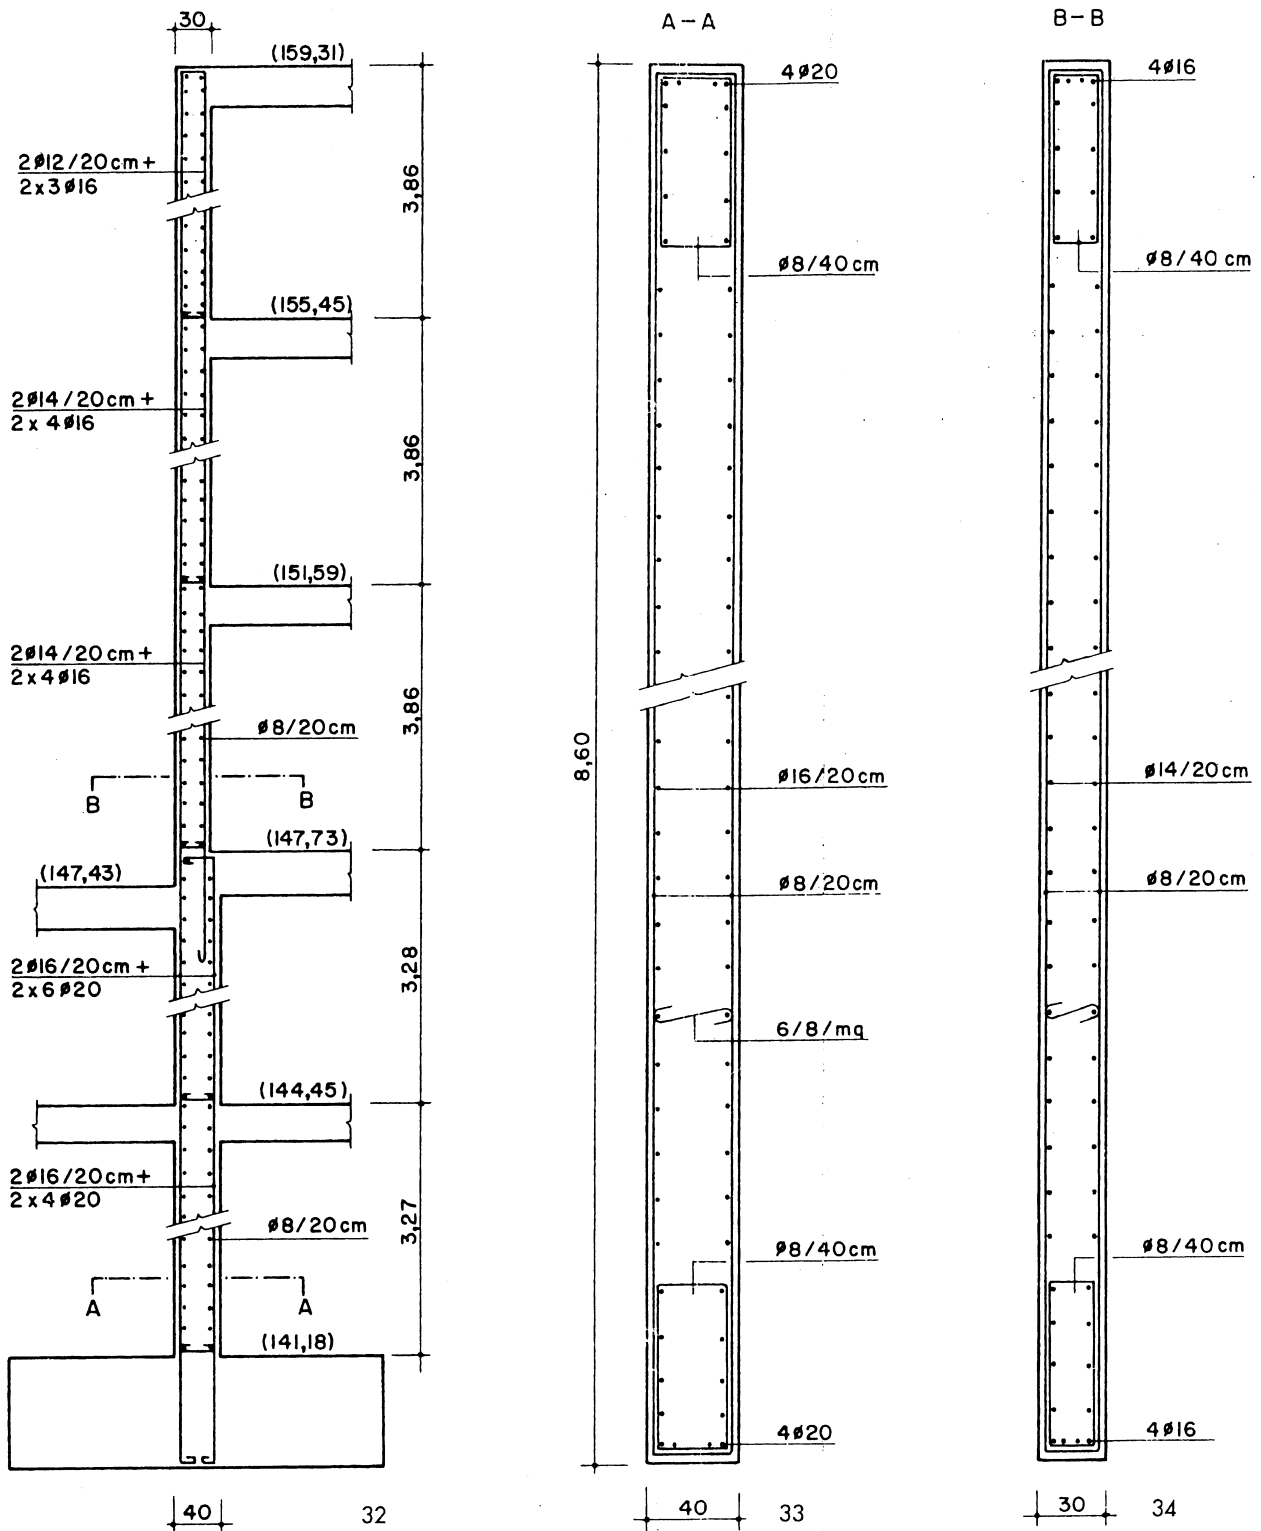 30
(159,31)
2ø12/20cm+
2x3ø16
3,86
(155,45)
2ø14/20cm+
2x4ø16
3,86
(151,59)
2ø14/20cm+
2x4ø16
3,86
ø8/20cm
B
B
(147,73)
(147,43)
2ø16/20cm+
2x6ø20
3,28
(144,45)
2ø16/20cm+
2x4ø20
3,27
ø8/20cm
A
A
(141,18)
40
32
A-A
4ø20
ø8/40cm
8,60
ø16/20cm
ø8/20cm
6/8/mq
ø8/40cm
4ø20
40
33
B-B
4ø16
ø8/40cm
ø14/20cm
ø8/20cm
ø8/40cm
4ø16
30
34